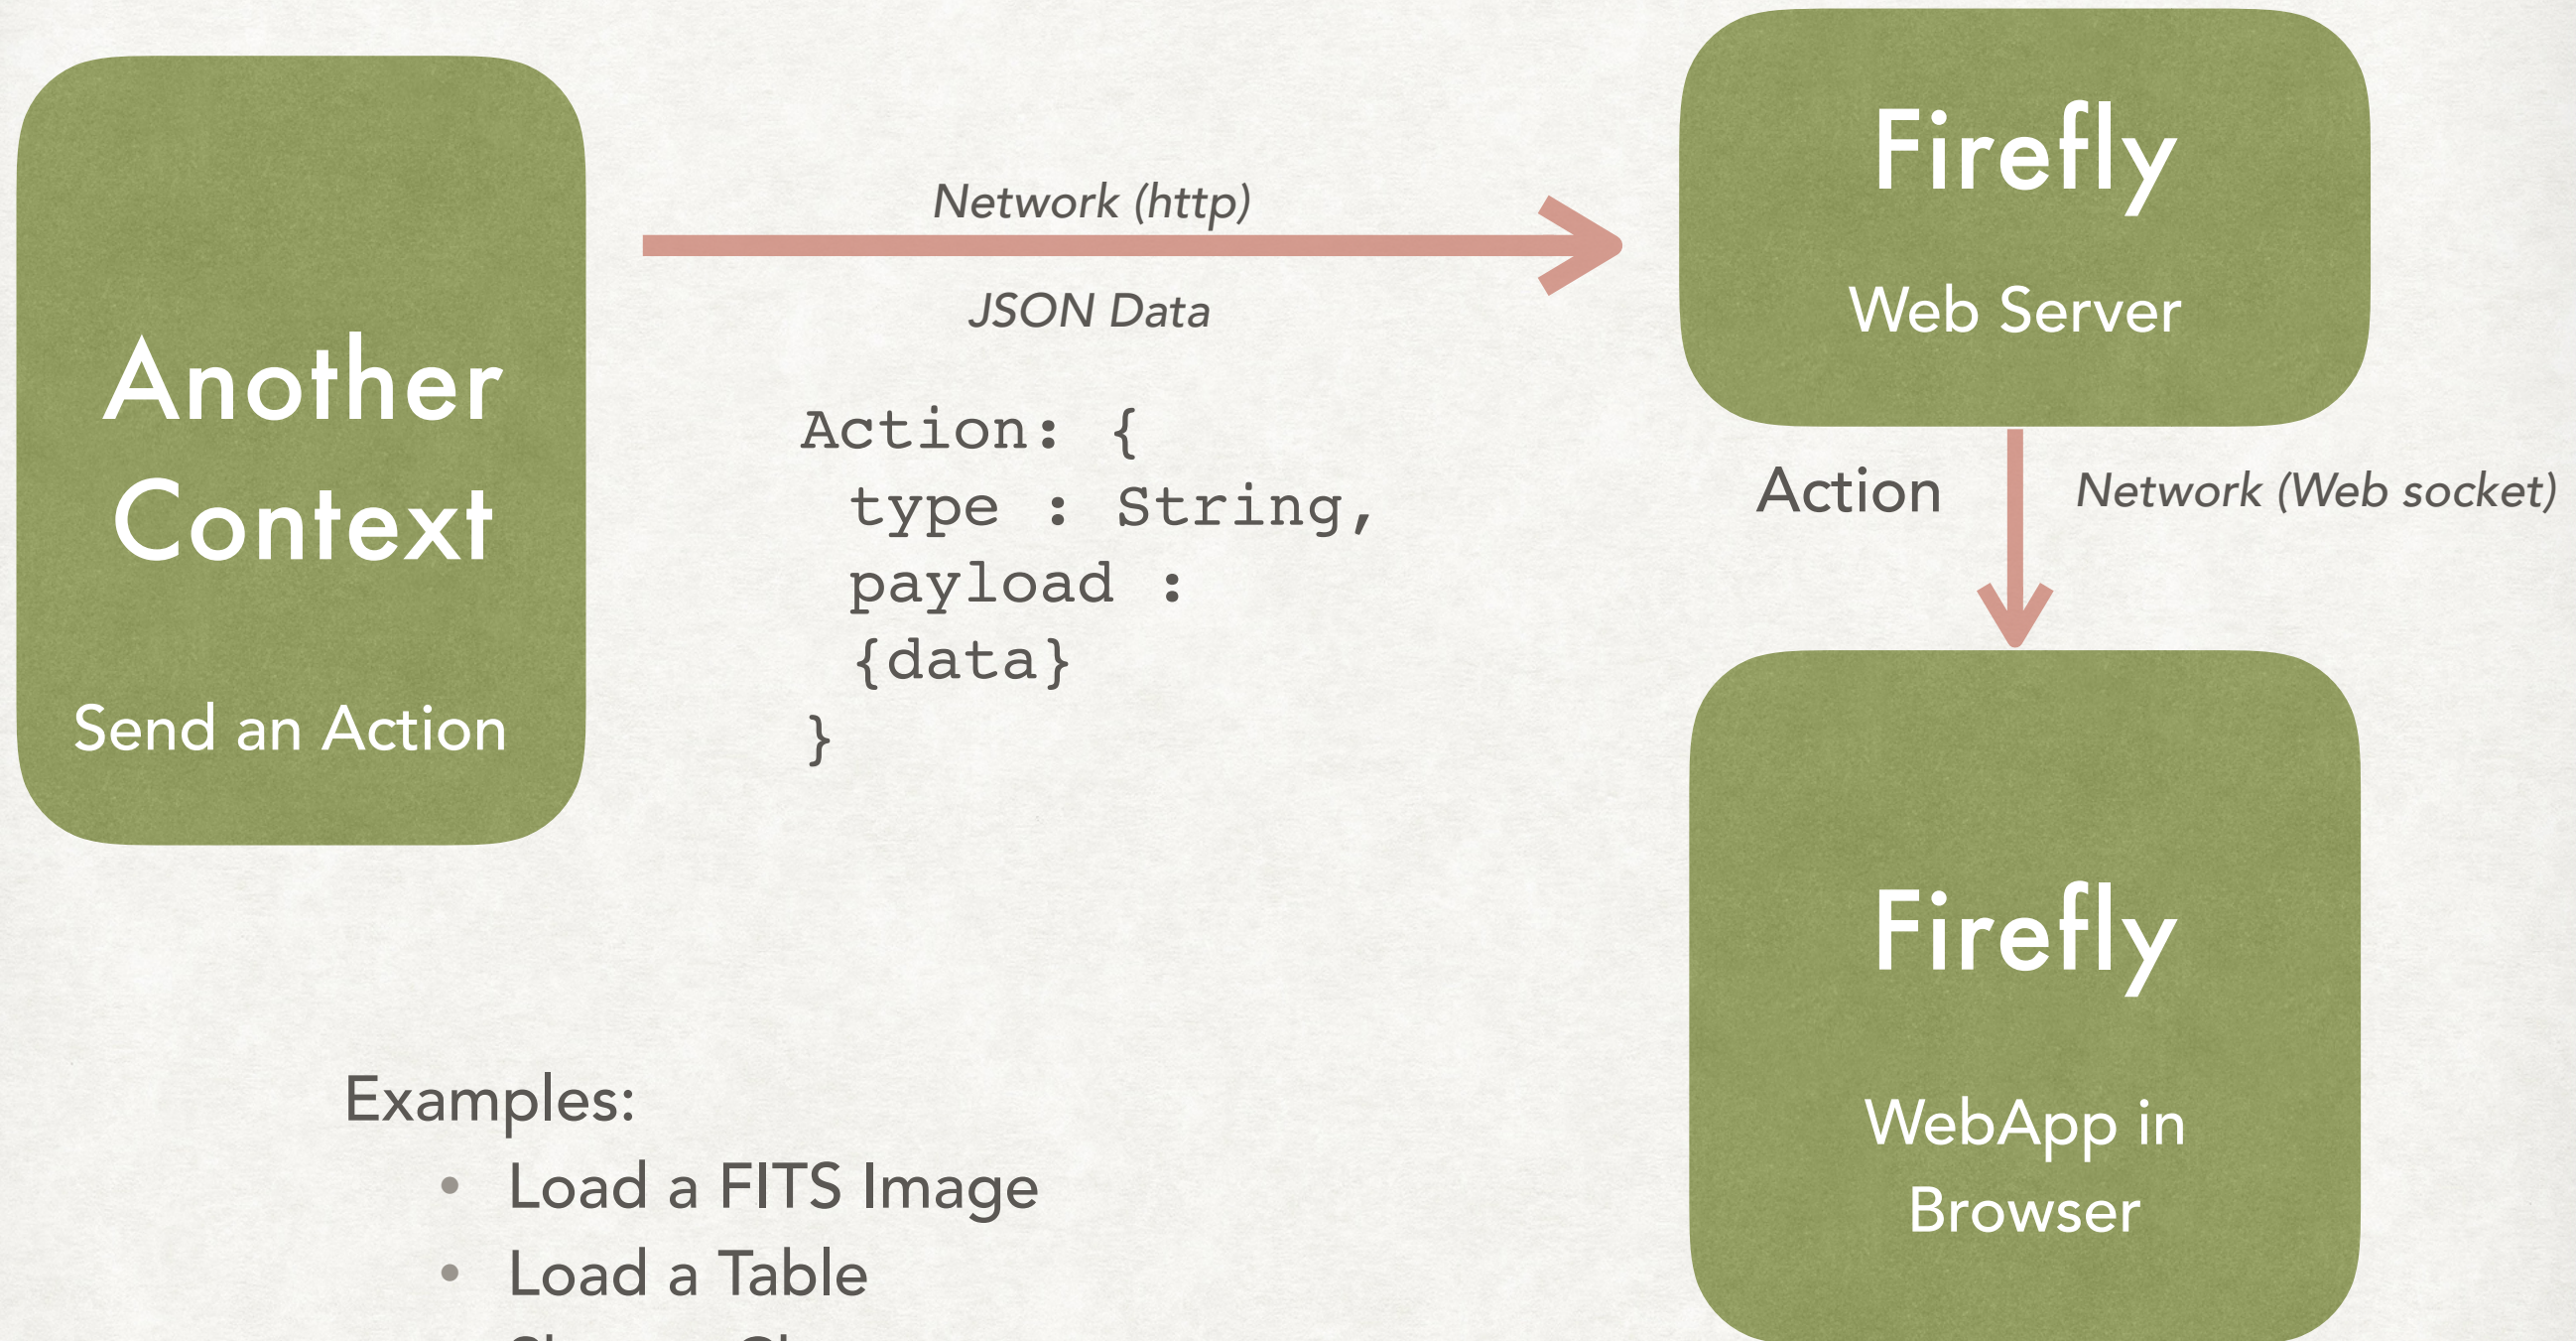 Another
Context
Send an Action
Network (http)
JSON Data
Action: {
type : String,
payload :
{data}
}
Firefly
Web Server
Action
Network (Web socket)
Firefly
WebApp in
Browser
Examples:
• Load a FITS Image
• Load a Table